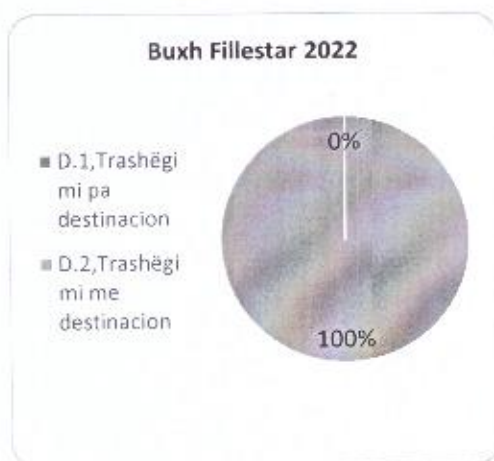 Buxh Fillestar 2022
D.1,Trashëgi
mi pa
destinacion
D.2,Trashëgi
mi me
destinacion
0%
100%